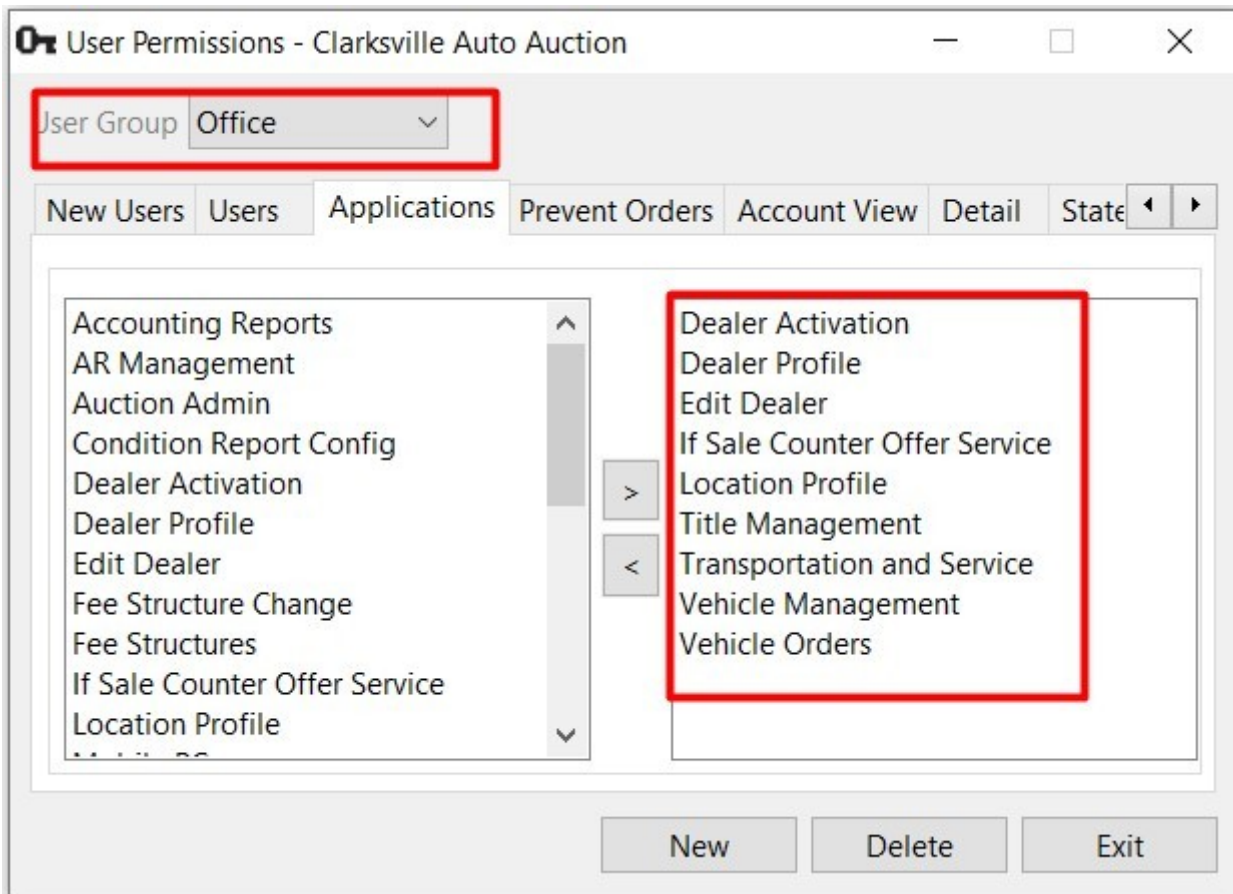 User Permissions - Clarksville Auto Auction
User Group Office
New Users Users Applications Prevent Orders Account View Detail State
Accounting Reports
AR Management
Auction Admin
Condition Report Config
Dealer Activation
Dealer Profile
Edit Dealer
Fee Structure Change
Fee Structures
If Sale Counter Offer Service
Location Profile
>
<
Dealer Activation
Dealer Profile
Edit Dealer
If Sale Counter Offer Service
Location Profile
Title Management
Transportation and Service
Vehicle Management
Vehicle Orders
New Delete Exit